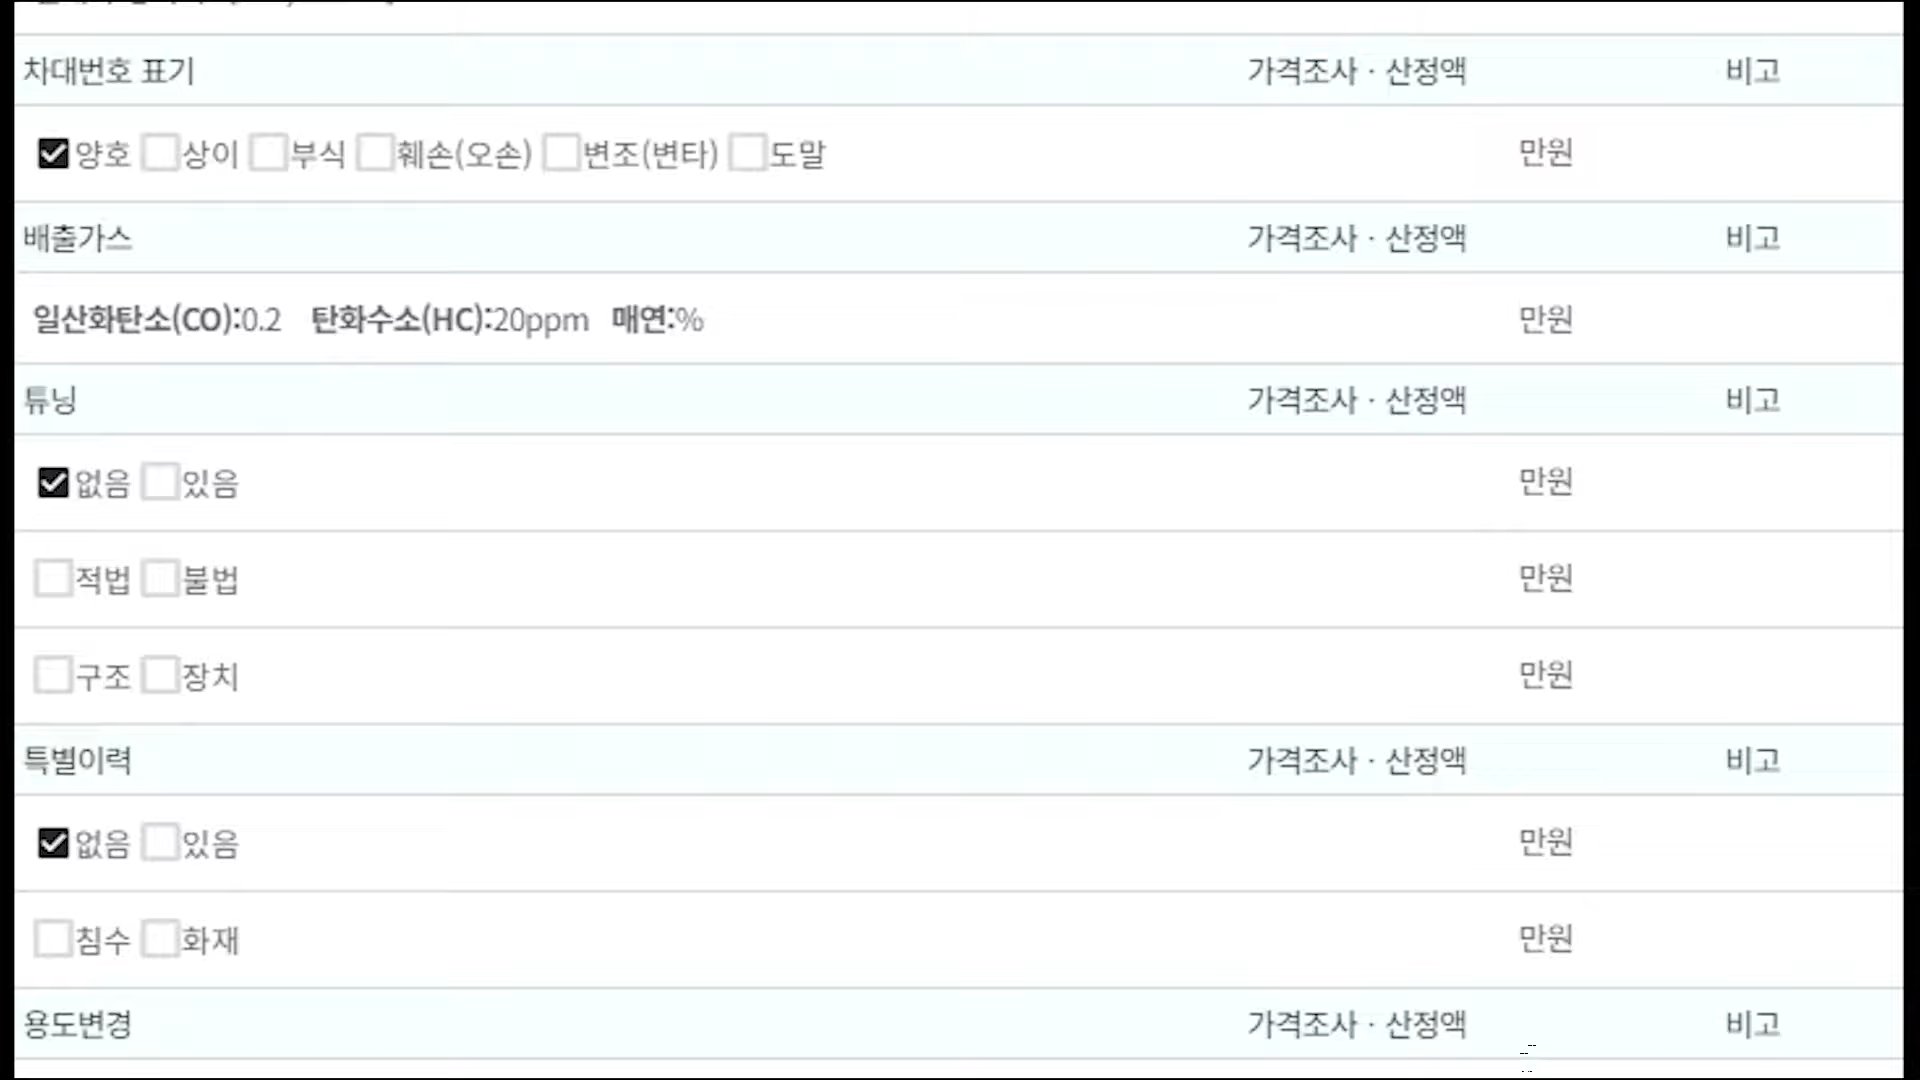 차대번호 표기 가격조사 · 산정액 비고
양호 상이 부식 훼손(오손) 변조(변타) 도말 만원
배출가스 가격조사 · 산정액 비고
일산화탄소(CO):0.2 탄화수소(HC):20ppm 매연:% 만원
튜닝 가격조사 · 산정액 비고
없음 있음 만원
적법 불법 만원
구조 장치 만원
특별이력 가격조사 · 산정액 비고
없음 있음 만원
침수 화재 만원
용도변경 가격조사 · 산정액 비고